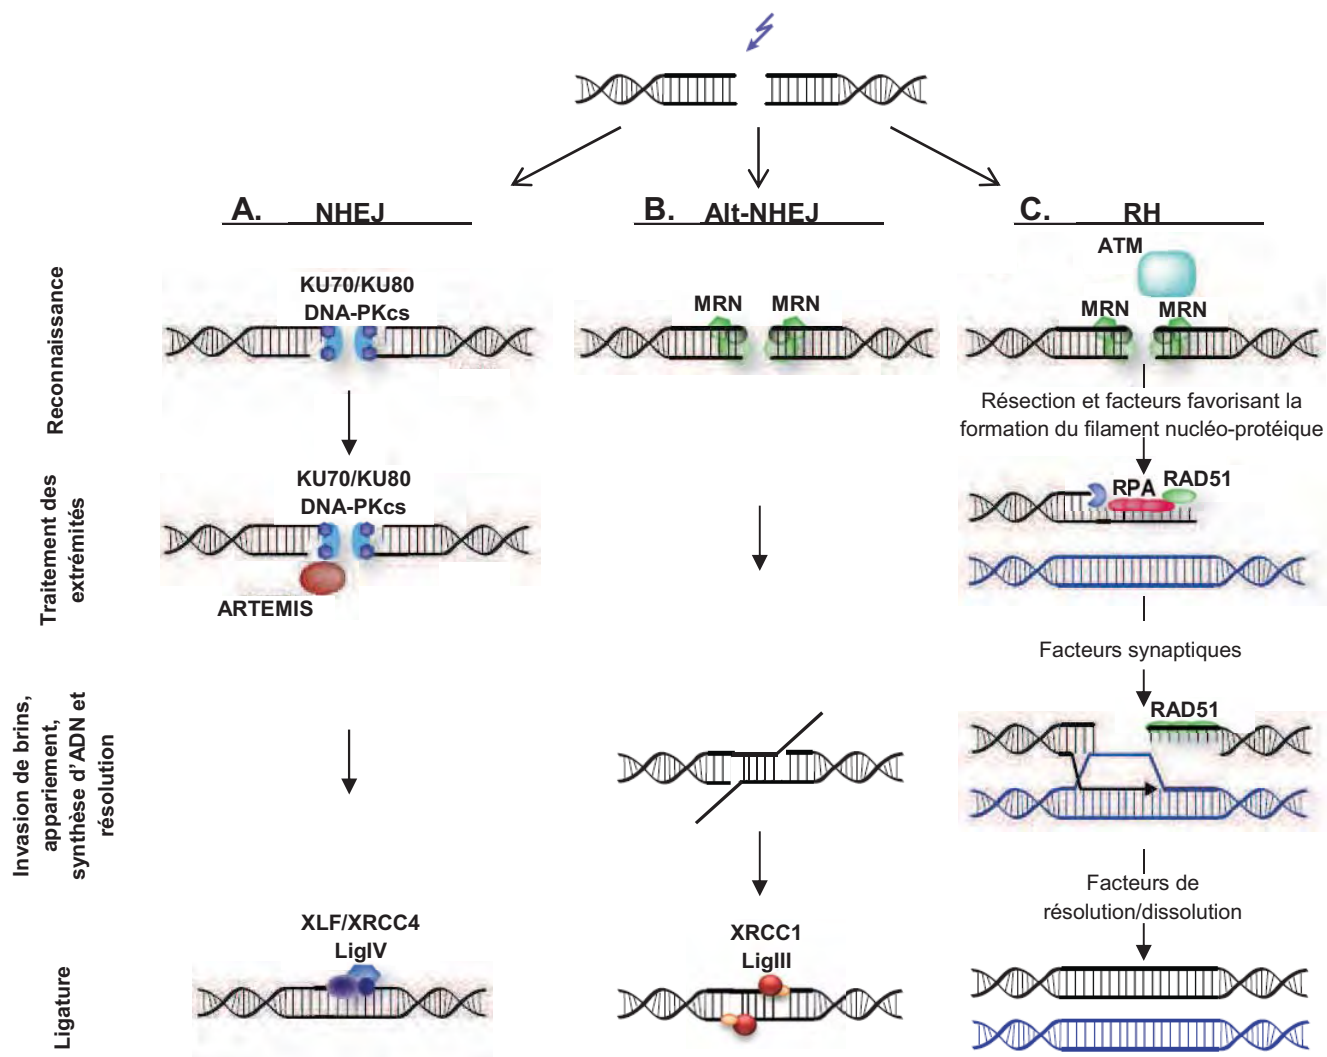 A. NHEJ
B. Alt-NHEJ
C. RH
Reconnaissance
KU70/KU80
DNA-PKcs
MRN MRN
ATM
MRN MRN
Résection et facteurs favorisant la
formation du filament nucléo-protéique
Traitement des
extrémités
KU70/KU80
DNA-PKcs
ARTEMIS
RPA RAD51
Facteurs synaptiques
Invasion de brins,
appariement,
synthèse d'ADN et
résolution
RAD51
Facteurs de
résolution/dissolution
Ligature
XLF/XRCC4
LigIV
XRCC1
LigIII